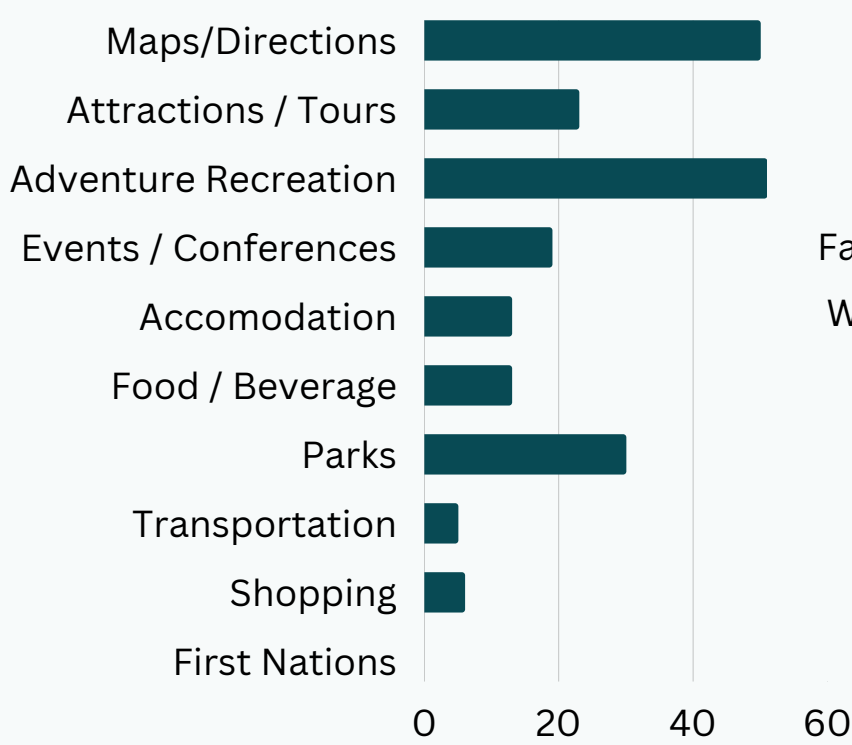 Maps/Directions
Attractions / Tours
Adventure Recreation
Events / Conferences
Accomodation
Food / Beverage
Parks
Transportation
Shopping
First Nations
0 20 40 60